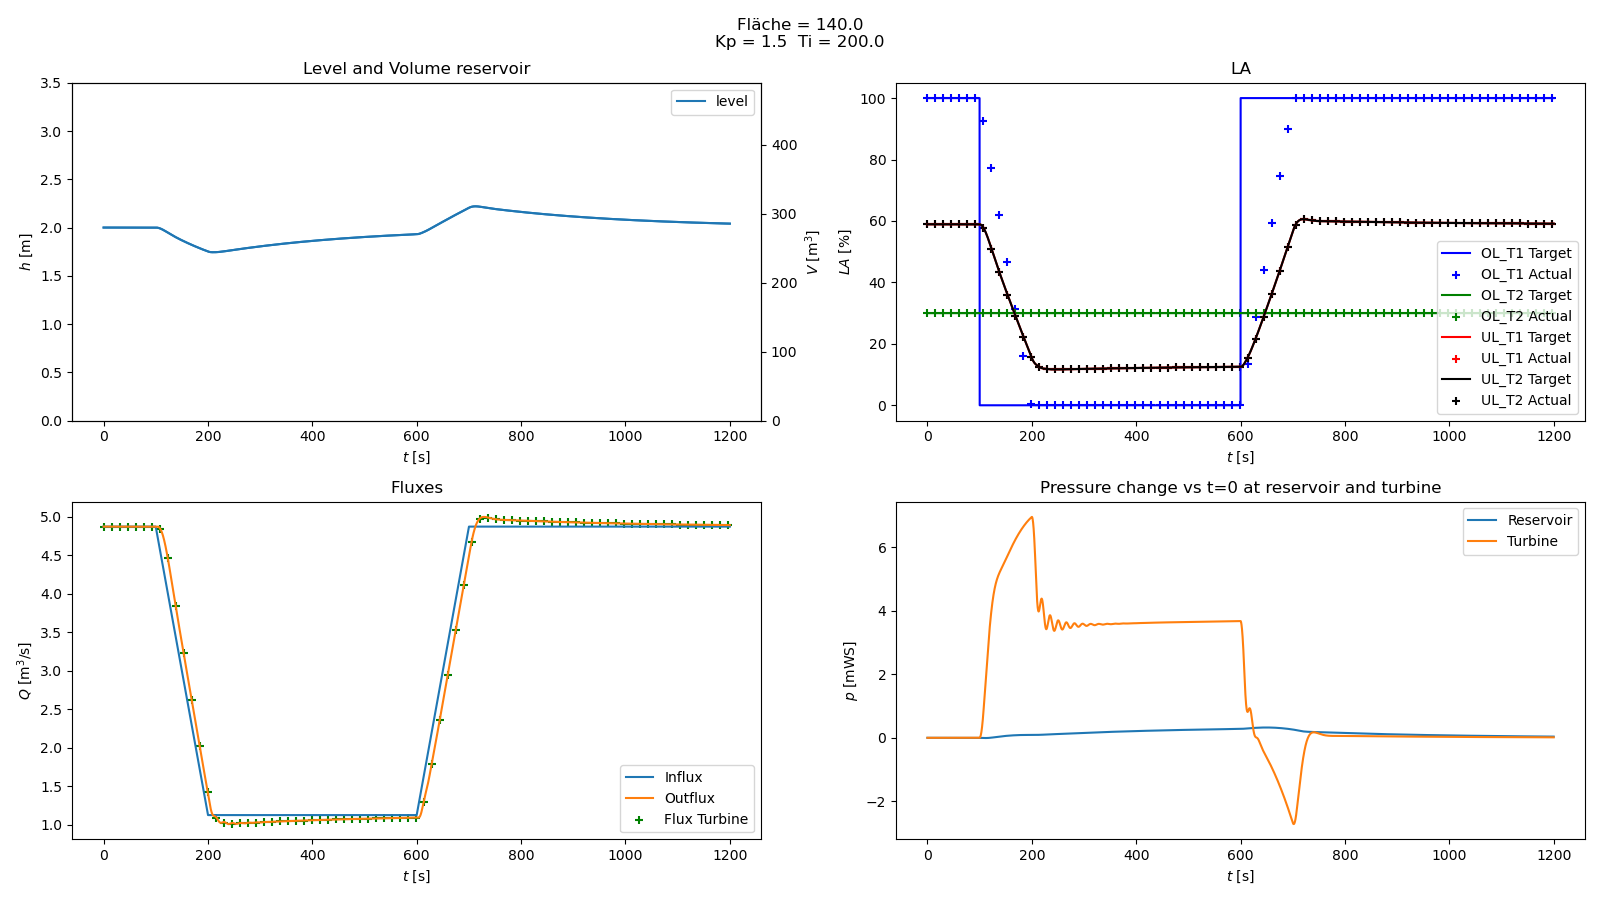 Fläche = 140.0
Kp = 1.5  Ti = 200.0
Level and Volume reservoir
3.5
3.0
2.5
2.0
1.5
1.0
0.5
0.0
h [m]
level
400
300
200
100
0
V [m³]
0 200 400 600 800 1000 1200
t [s]
LA
100
80
60
40
20
0
LA [%]
OL_T1 Target
OL_T1 Actual
OL_T2 Target
OL_T2 Actual
UL_T1 Target
UL_T1 Actual
UL_T2 Target
UL_T2 Actual
0 200 400 600 800 1000 1200
t [s]
Fluxes
5.0
4.5
4.0
3.5
3.0
2.5
2.0
1.5
1.0
Q [m³/s]
Influx
Outflux
Flux Turbine
0 200 400 600 800 1000 1200
t [s]
Pressure change vs t=0 at reservoir and turbine
6
4
2
0
−2
p [mWS]
Reservoir
Turbine
0 200 400 600 800 1000 1200
t [s]